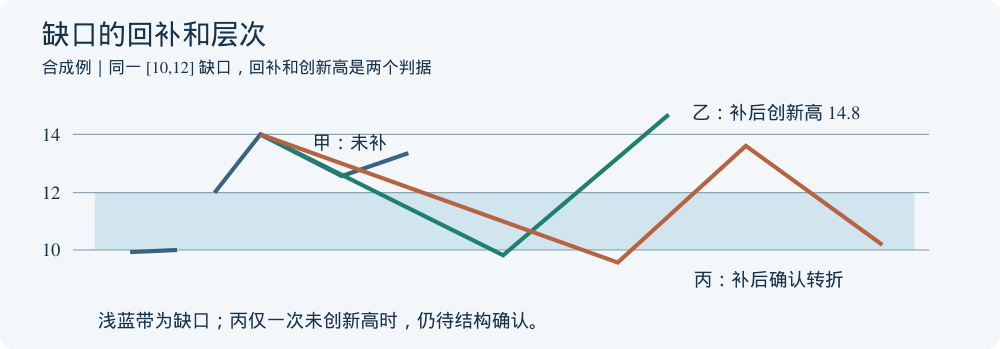 缺口的回补和层次
合成例｜同一 [10,12] 缺口，回补和创新高是两个判据
乙：补后创新高 14.8
14
甲：未补
12
10
丙：补后确认转折
浅蓝带为缺口；丙仅一次未创新高时，仍待结构确认。